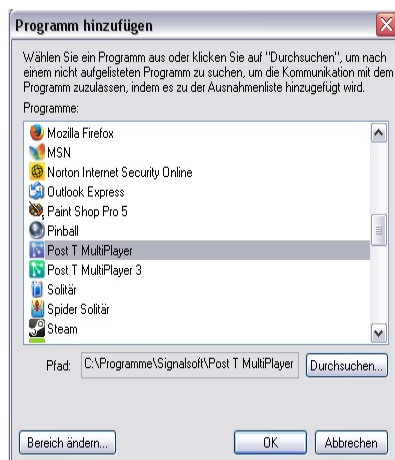 Programm hinzufügen
Wählen Sie ein Programm aus oder klicken Sie auf "Durchsuchen", um nach
einem nicht aufgelisteten Programm zu suchen, um die Kommunikation mit dem
Programm zuzulassen, indem es zu der Ausnahmenliste hinzugefügt wird.
Programme:
Mozilla Firefox
MSN
Norton Internet Security Online
Outlook Express
Paint Shop Pro 5
Pinball
Post T MultiPlayer
Post T MultiPlayer 3
Solitär
Spider Solitär
Steam
Pfad: C:\Programme\Signalsoft\Post T MultiPlayer Durchsuchen...
Bereich ändern... OK Abbrechen